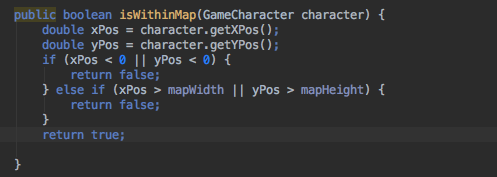 public boolean isWithinMap(GameCharacter character) {
    double xPos = character.getXPos();
    double yPos = character.getYPos();
    if (xPos < 0 || yPos < 0) {
        return false;
    } else if (xPos > mapWidth || yPos > mapHeight) {
        return false;
    }
    return true;

}